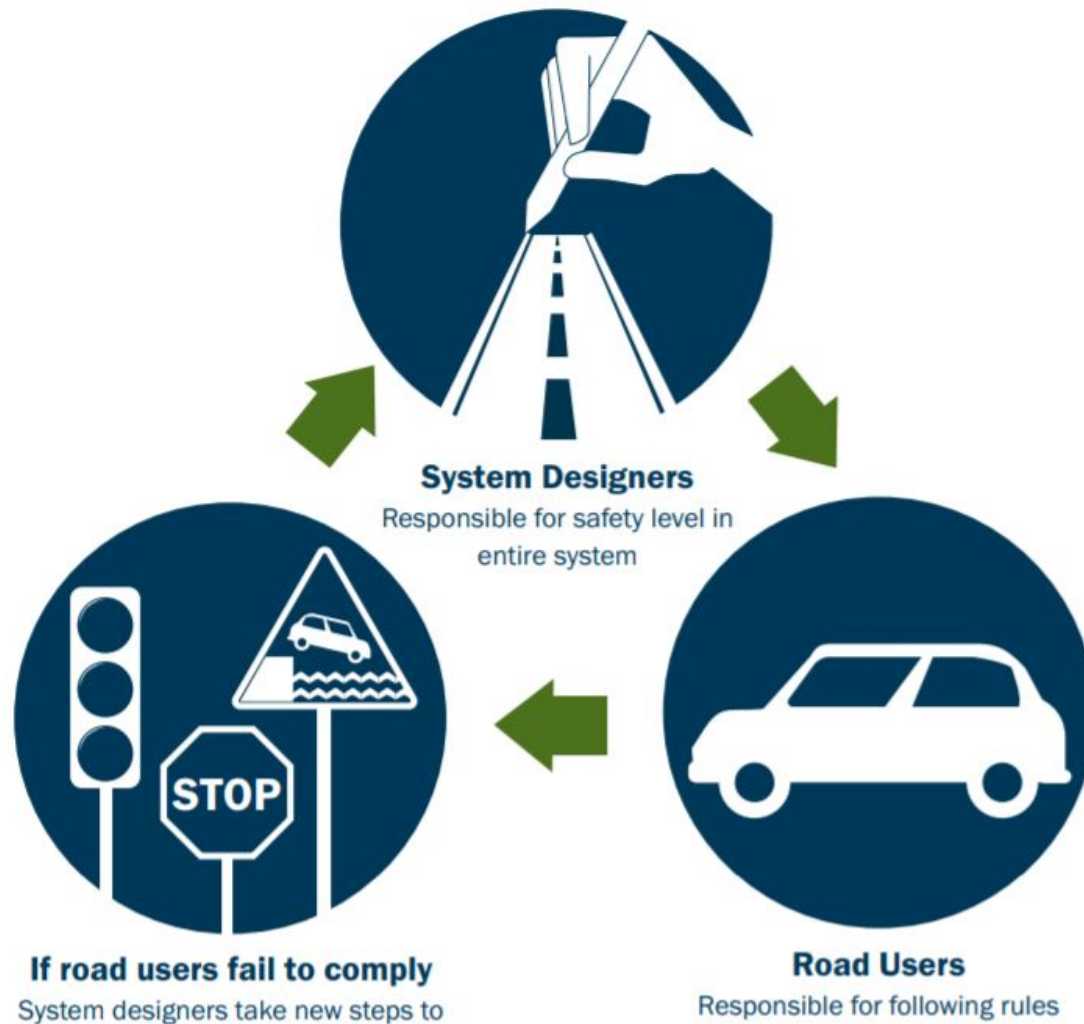 System Designers
Responsible for safety level in
entire system
STOP
If road users fail to comply
System designers take new steps to
Road Users
Responsible for following rules